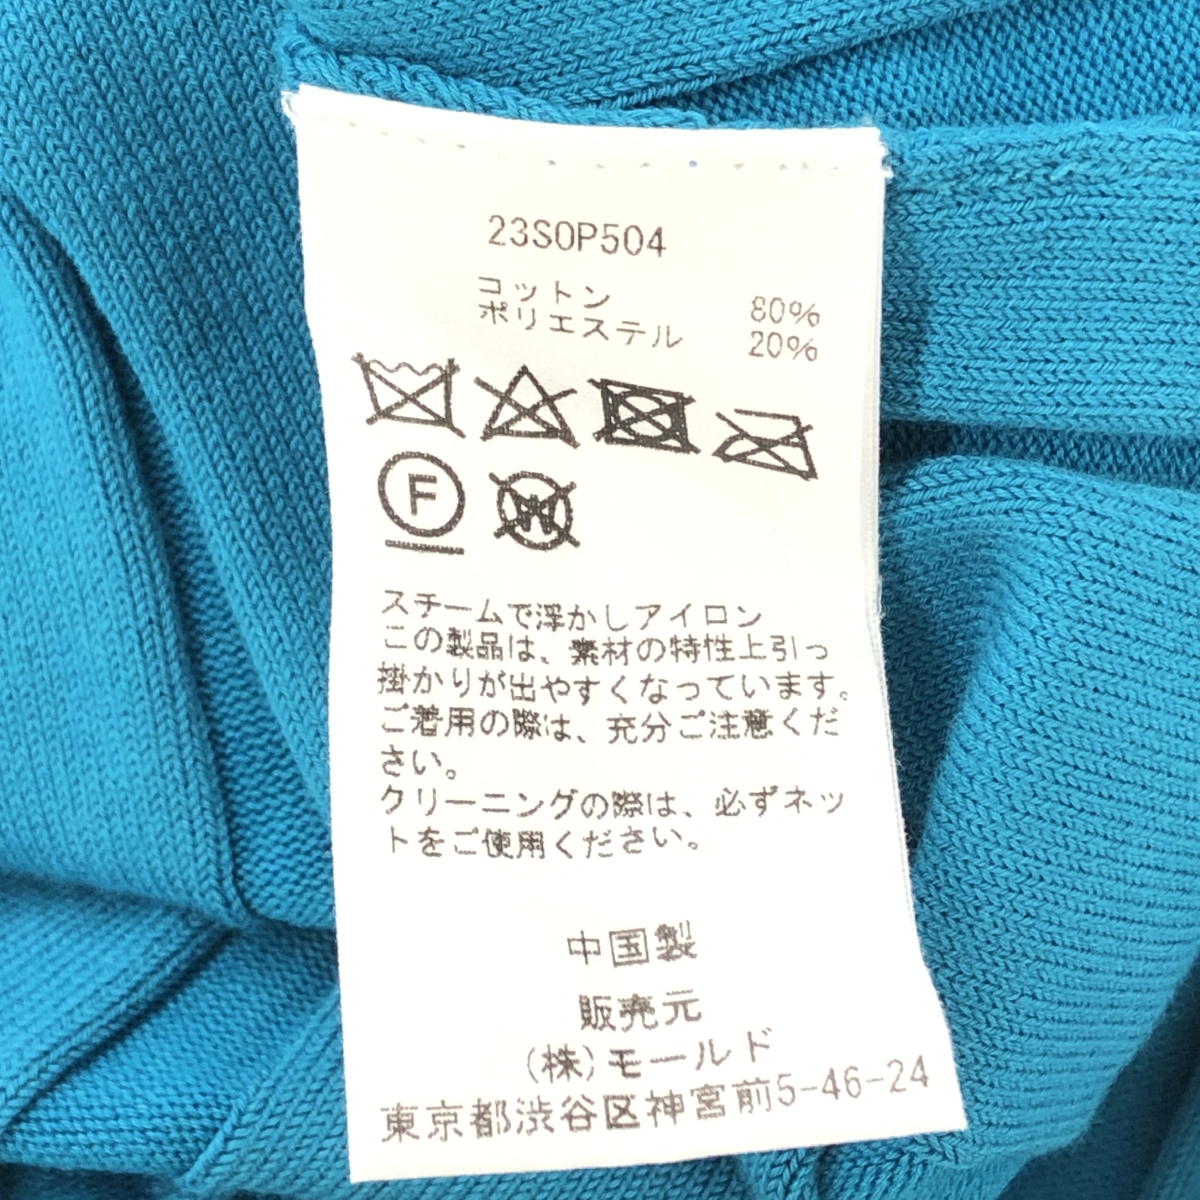 23SOP504
コットン 80%
ポリエステル 20%
F
W
スチームで浮かしアイロン
この製品は、素材の特性上引っ
掛かりが出やすくなっています。
ご着用の際は、充分ご注意くだ
さい。
クリーニングの際は、必ずネッ
トをご使用ください。
中国製
販売元
(株)モールド
東京都渋谷区神宮前5-46-24